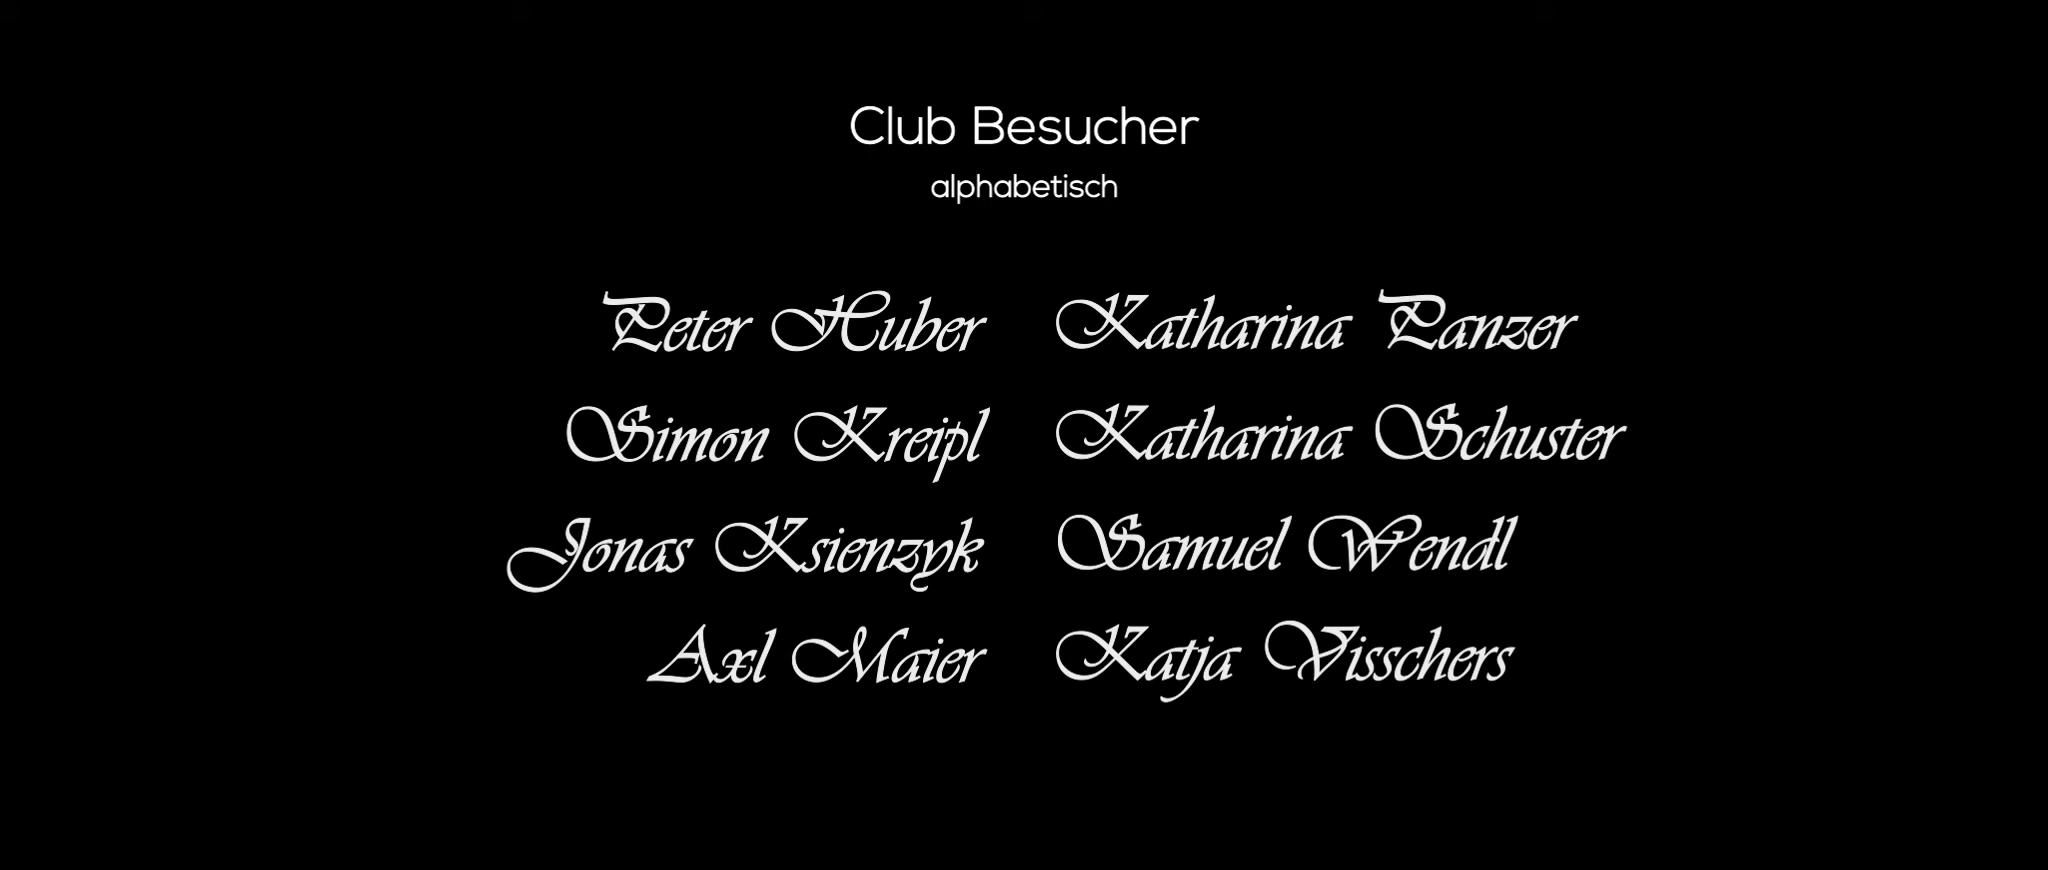 Club Besucher
alphabetisch
Peter Huber
Simon Kreipl
Jonas Ksienzyk
Axl Maier
Katharina Panzer
Katharina Schuster
Samuel Wendl
Katja Visschers